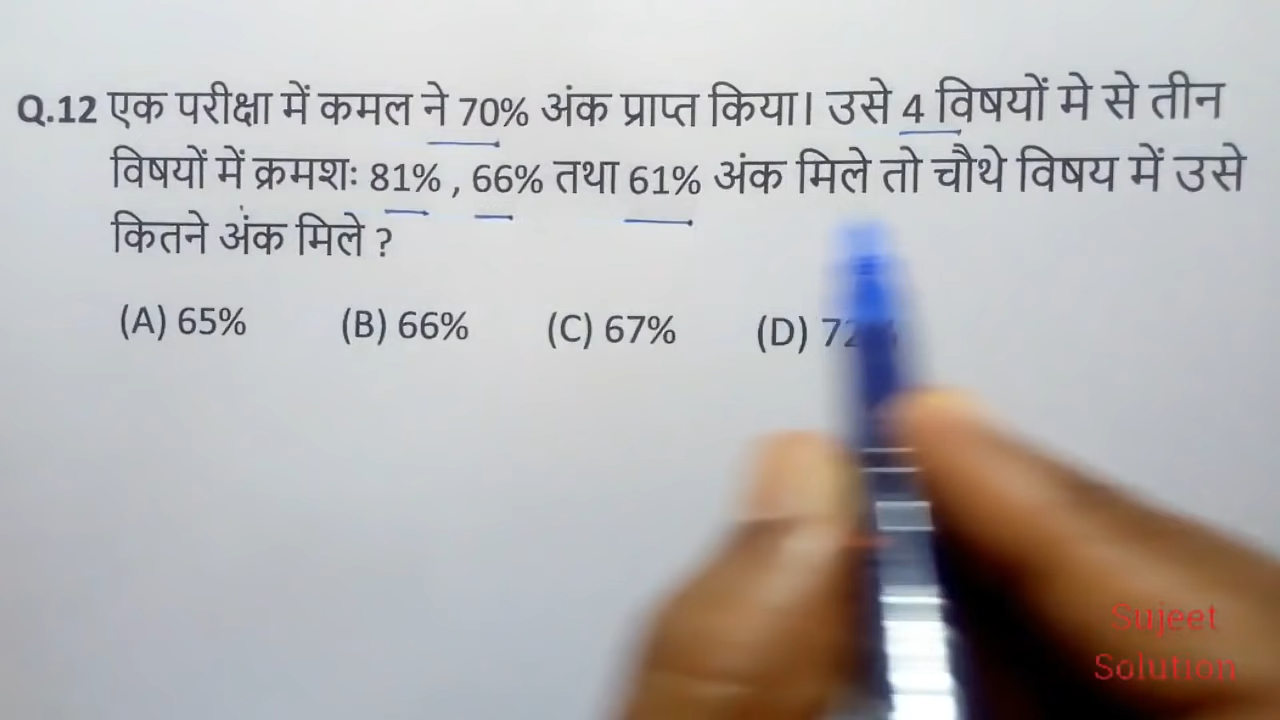 Q.12 एक परीक्षा में कमल ने 70% अंक प्राप्त किया। उसे 4 विषयों मे से तीन
विषयों में क्रमशः 81% , 66% तथा 61% अंक मिले तो चौथे विषय में उसे
कितने अंक मिले ?
(A) 65% (B) 66% (C) 67% (D)
Sujeet
Solution